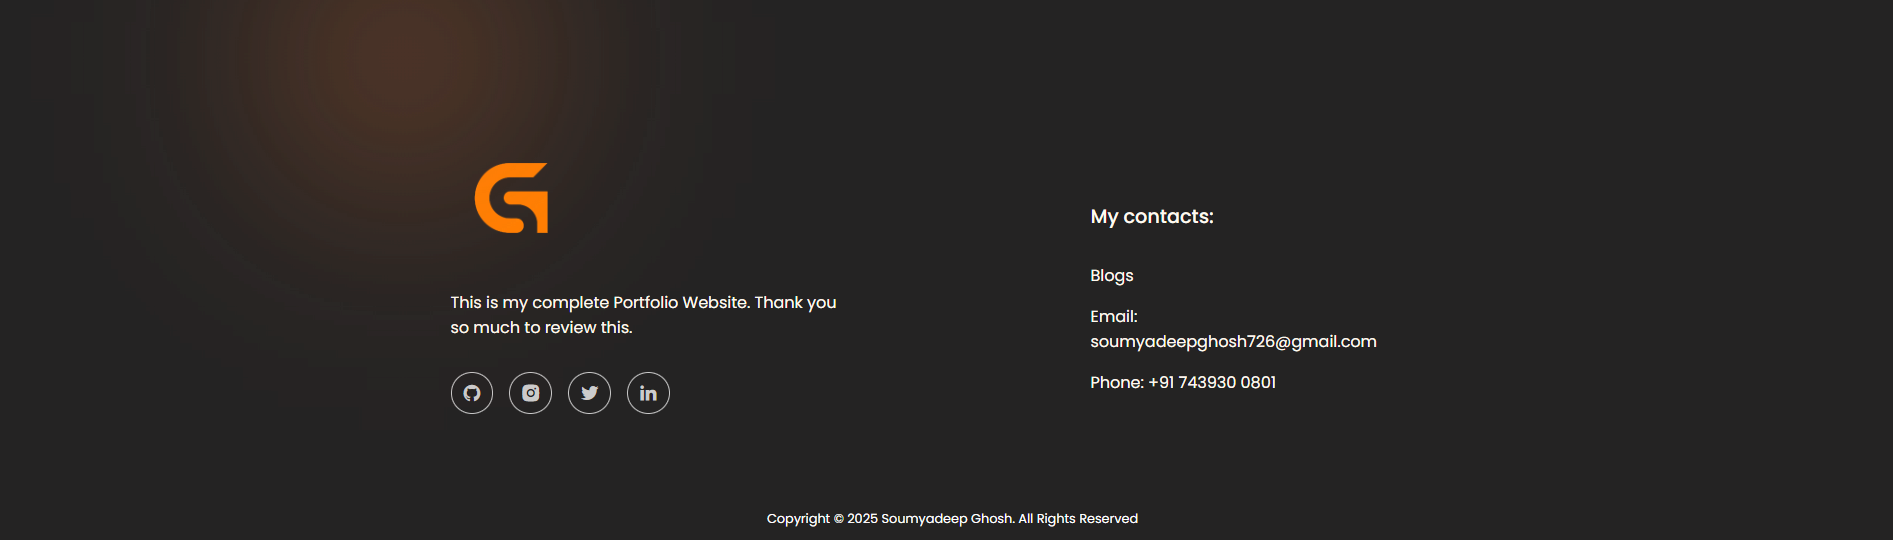 This is my complete Portfolio Website. Thank you
so much to review this.
My contacts:
Blogs
Email:
soumyadeepghosh726@gmail.com
Phone: +91 743930 0801
Copyright © 2025 Soumyadeep Ghosh. All Rights Reserved